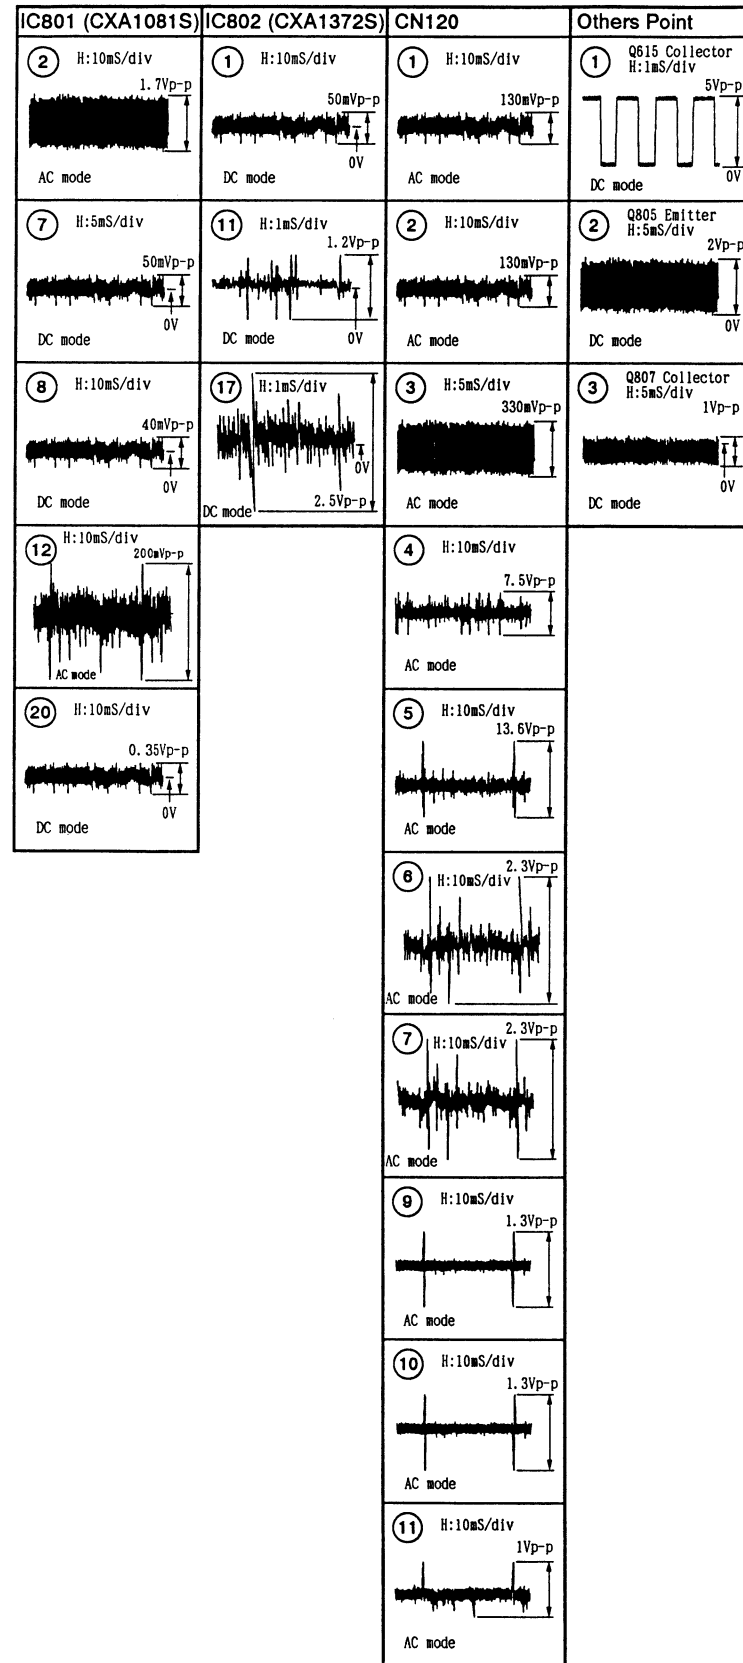 IC801 (CXA1081S)
2
H:10mS/div
1.7Vp-p
AC mode
7
H:5mS/div
50mVp-p
0V
DC mode
8
H:10mS/div
40mVp-p
0V
DC mode
12
H:10mS/div
200mVp-p
AC mode
20
H:10mS/div
0.35Vp-p
0V
DC mode
IC802 (CXA1372S)
1
H:10mS/div
50mVp-p
0V
DC mode
11
H:1mS/div
1.2Vp-p
0V
DC mode
17
H:1mS/div
0V
2.5Vp-p
DC mode
CN120
1
H:10mS/div
130mVp-p
AC mode
2
H:10mS/div
130mVp-p
AC mode
3
H:5mS/div
330mVp-p
AC mode
4
H:10mS/div
7.5Vp-p
AC mode
5
H:10mS/div
13.6Vp-p
AC mode
6
H:10mS/div
2.3Vp-p
AC mode
7
H:10mS/div
2.3Vp-p
AC mode
9
H:10mS/div
1.3Vp-p
AC mode
10
H:10mS/div
1.3Vp-p
AC mode
11
H:10mS/div
1Vp-p
AC mode
Others Point
1
Q615 Collector
H:1mS/div
5Vp-p
0V
DC mode
2
Q805 Emitter
H:5mS/div
2Vp-p
0V
DC mode
3
Q807 Collector
H:5mS/div
1Vp-p
0V
DC mode